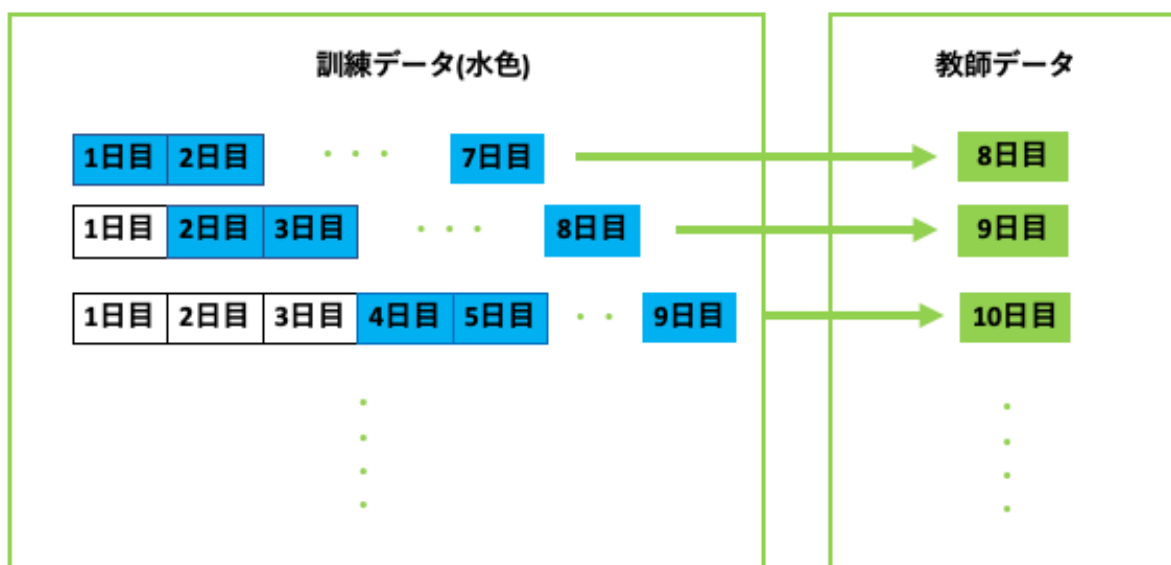 訓練データ(水色)
教師データ
1日目 2日目 ・・・ 7日目 8日目
1日目 2日目 3日目 ・・・ 8日目 9日目
1日目 2日目 3日目 4日目 5日目 ・・ 9日目 10日目